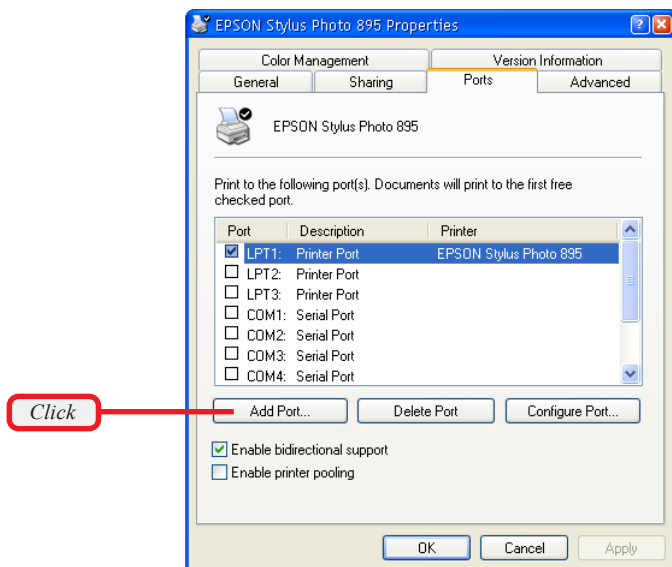 EPSON Stylus Photo 895 Properties
Color Management Version Information
General Sharing Ports Advanced
EPSON Stylus Photo 895
Print to the following port(s). Documents will print to the first free
checked port.
Port Description Printer
LPT1: Printer Port EPSON Stylus Photo 895
LPT2: Printer Port
LPT3: Printer Port
COM1: Serial Port
COM2: Serial Port
COM3: Serial Port
COM4: Serial Port
Click
Add Port... Delete Port Configure Port...
Enable bidirectional support
Enable printer pooling
OK Cancel Apply